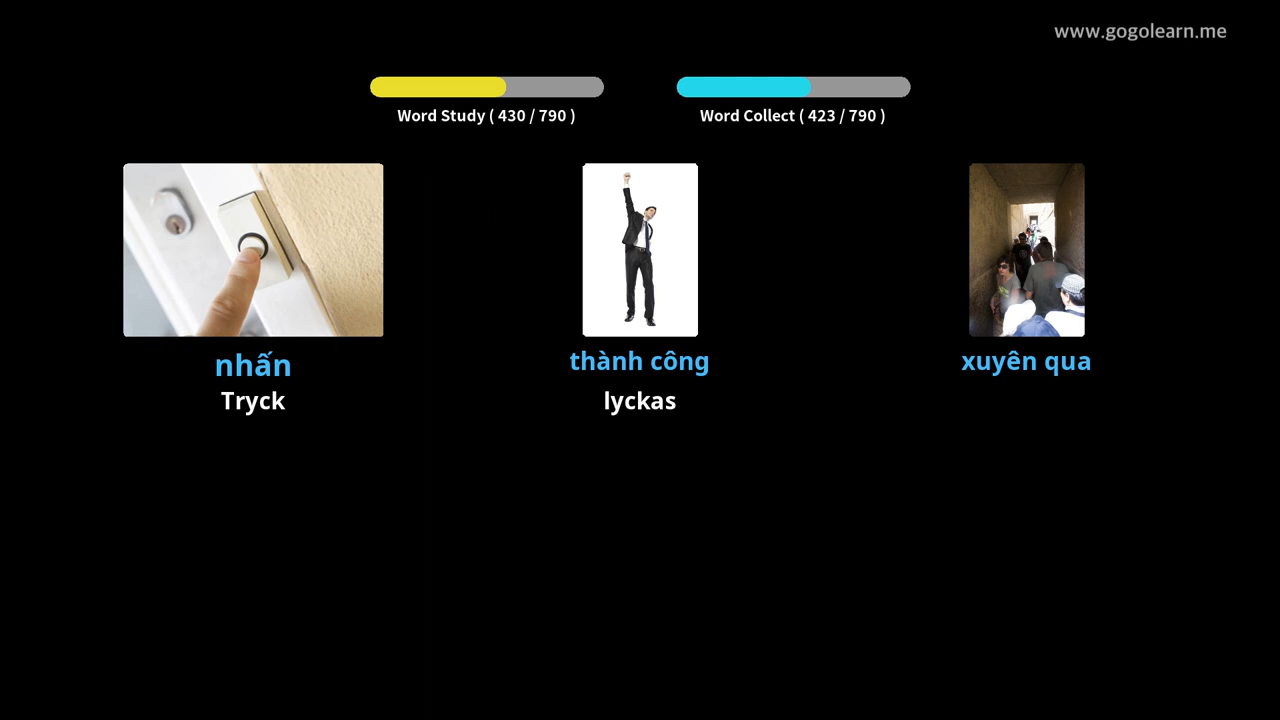 www.gogolearn.me
Word Study ( 430 / 790 )
Word Collect ( 423 / 790 )
nhấn
thành công
xuyên qua
Tryck
lyckas